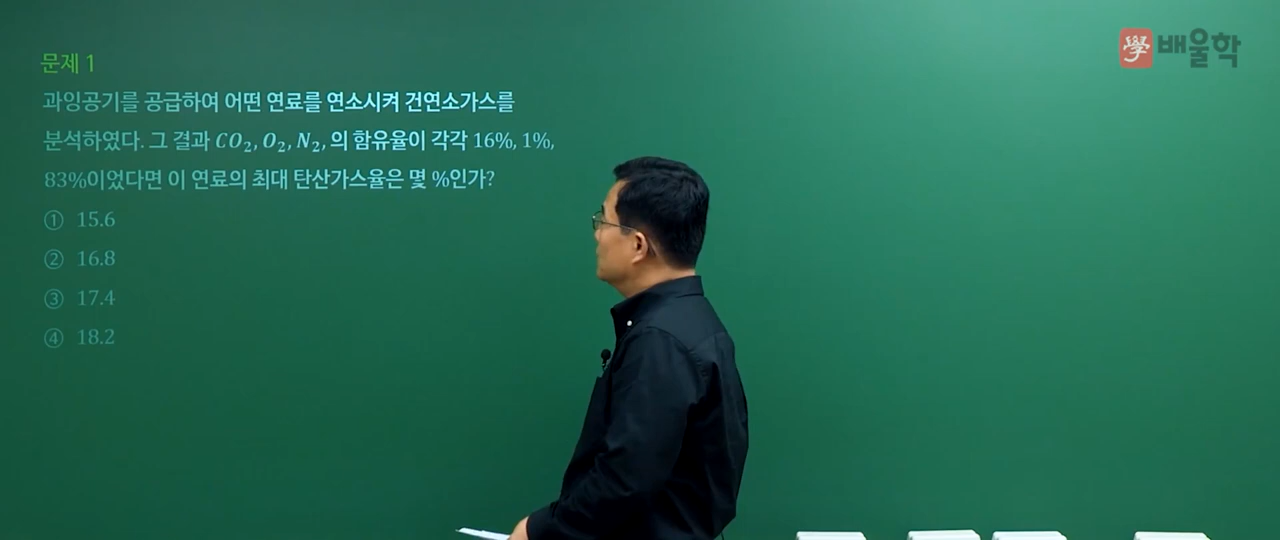 學 배울학
문제 1
과잉공기를 공급하여 어떤 연료를 연소시켜 건연소가스를
분석하였다. 그 결과 CO₂, O₂, N₂, 의 함유율이 각각 16%, 1%,
83%이었다면 이 연료의 최대 탄산가스율은 몇 %인가?
① 15.6
② 16.8
③ 17.4
④ 18.2